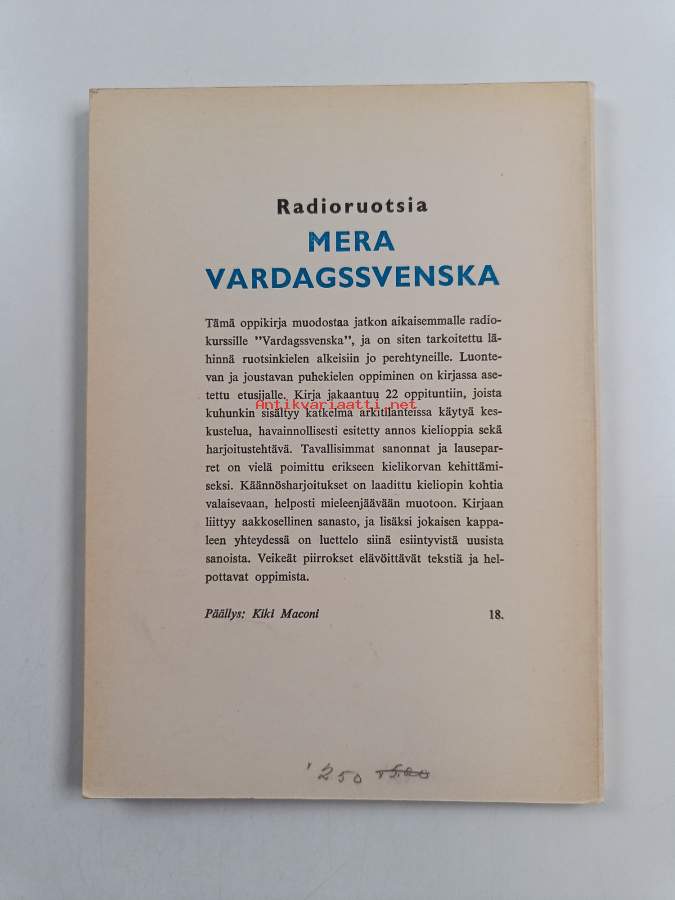 Radioruotsia
MERA
VARDAGSSVENSKA
Tämä oppikirja muodostaa jatkon aikaisemmalle radio-
kurssille "Vardagssvenska", ja on siten tarkoitettu lä-
hinnä ruotsinkielen alkeisiin jo perehtyneille. Luonte-
van ja joustavan puhekielen oppiminen on kirjassa ase-
tettu etusijalle. Kirja jakaantuu 22 oppituntiin, joista
Antikvariaatti.net
kuhunkin sisältyy katkelma arkitilanteissa käytyä kes-
kustelua, havainnollisesti esitetty annos kielioppia sekä
harjoitustehtävä. Tavallisimmat sanonnat ja lausepar-
ret on vielä poimittu erikseen kielikorvan kehittämi-
seksi. Käännösharjoitukset on laadittu kieliopin kohtia
valaisevaan, helposti mieleenjäävään muotoon. Kirjaan
liittyy aakkosellinen sanasto, ja lisäksi jokaisen kappa-
leen yhteydessä on luettelo siinä esiintyvistä uusista
sanoista. Veikeät piirrokset elävöittävät tekstiä ja hel-
pottavat oppimista.
Päällys: Kiki Maconi 18.
250